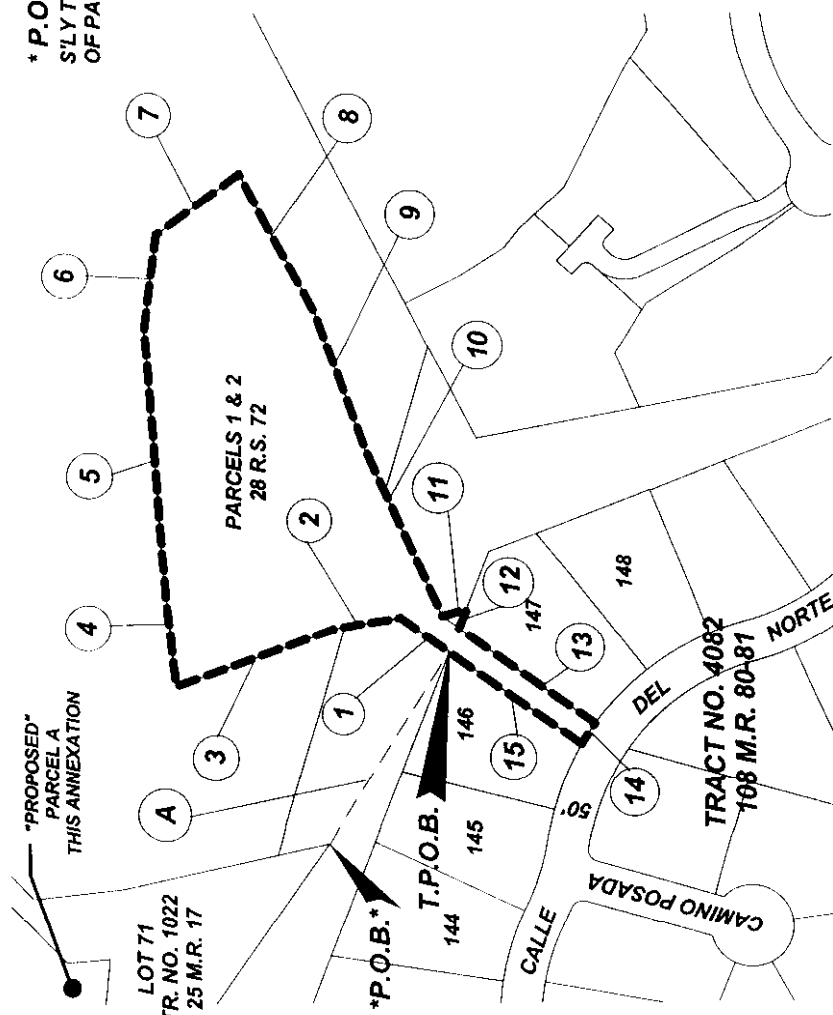 * P.O
S'LY T
OF PA
7
8
6
9
5
10
PARCELS 1 & 2
28 R.S. 72
2
11
4
12
147
148
1
3
13
"PROPOSED"
PARCEL A
THIS ANNEXATION
A
146
15
14
DEL
NORTE
TRACT NO. 4082
108 M.R. 80-81
T.P.O.B.
145
50'
LOT 71
TR. NO. 1022
25 M.R. 17
*P.O.B.*
144
CALLE
CAMINO POSADA